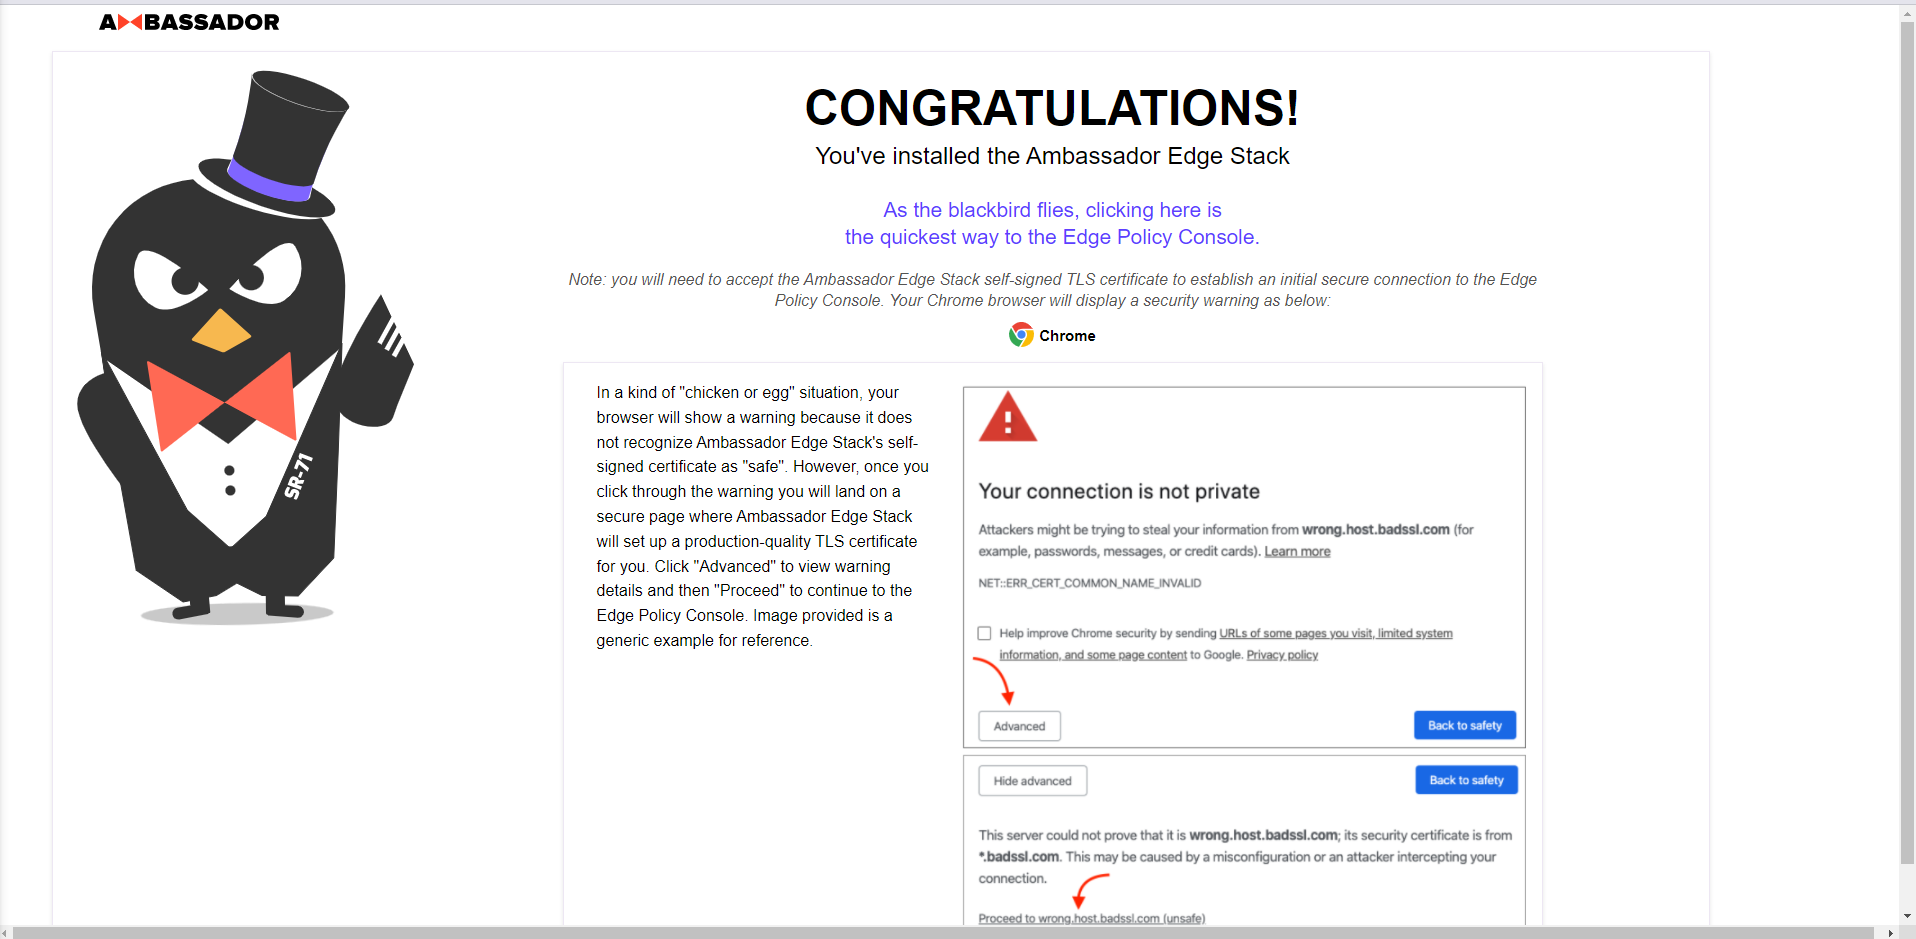 AMBASSADOR
CONGRATULATIONS!
You've installed the Ambassador Edge Stack
As the blackbird flies, clicking here is
the quickest way to the Edge Policy Console.
Note: you will need to accept the Ambassador Edge Stack self-signed TLS certificate to establish an initial secure connection to the Edge
Policy Console. Your Chrome browser will display a security warning as below:
Chrome
In a kind of "chicken or egg" situation, your
browser will show a warning because it does
not recognize Ambassador Edge Stack's self-
signed certificate as "safe". However, once you
click through the warning you will land on a
secure page where Ambassador Edge Stack
will set up a production-quality TLS certificate
for you. Click "Advanced" to view warning
details and then "Proceed" to continue to the
Edge Policy Console. Image provided is a
generic example for reference.
SR-71
Your connection is not private
Attackers might be trying to steal your information from wrong.host.badssl.com (for
example, passwords, messages, or credit cards). Learn more
NET::ERR_CERT_COMMON_NAME_INVALID
Help improve Chrome security by sending URLs of some pages you visit, limited system
information, and some page content to Google. Privacy policy
Advanced
Back to safety
Hide advanced
Back to safety
This server could not prove that it is wrong.host.badssl.com; its security certificate is from
*.badssl.com. This may be caused by a misconfiguration or an attacker intercepting your
connection.
Proceed to wrong.host.badssl.com (unsafe)